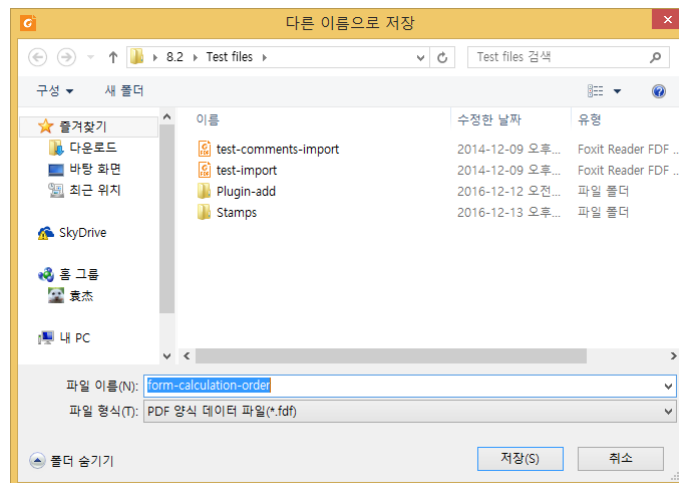 다른 이름으로 저장
8.2 Test files
Test files 검색
구성 새 폴더
이름 수정한 날짜 유형
즐겨찾기
다운로드
바탕 화면
최근 위치
SkyDrive
홈 그룹
袁杰
내 PC
test-comments-import 2014-12-09 오후... Foxit Reader FDF ..
test-import 2014-12-09 오후... Foxit Reader FDF ..
Plugin-add 2016-12-12 오전... 파일 폴더
Stamps 2016-12-13 오후... 파일 폴더
파일 이름(N): form-calculation-order
파일 형식(T): PDF 양식 데이터 파일(*.fdf)
폴더 숨기기 저장(S) 취소